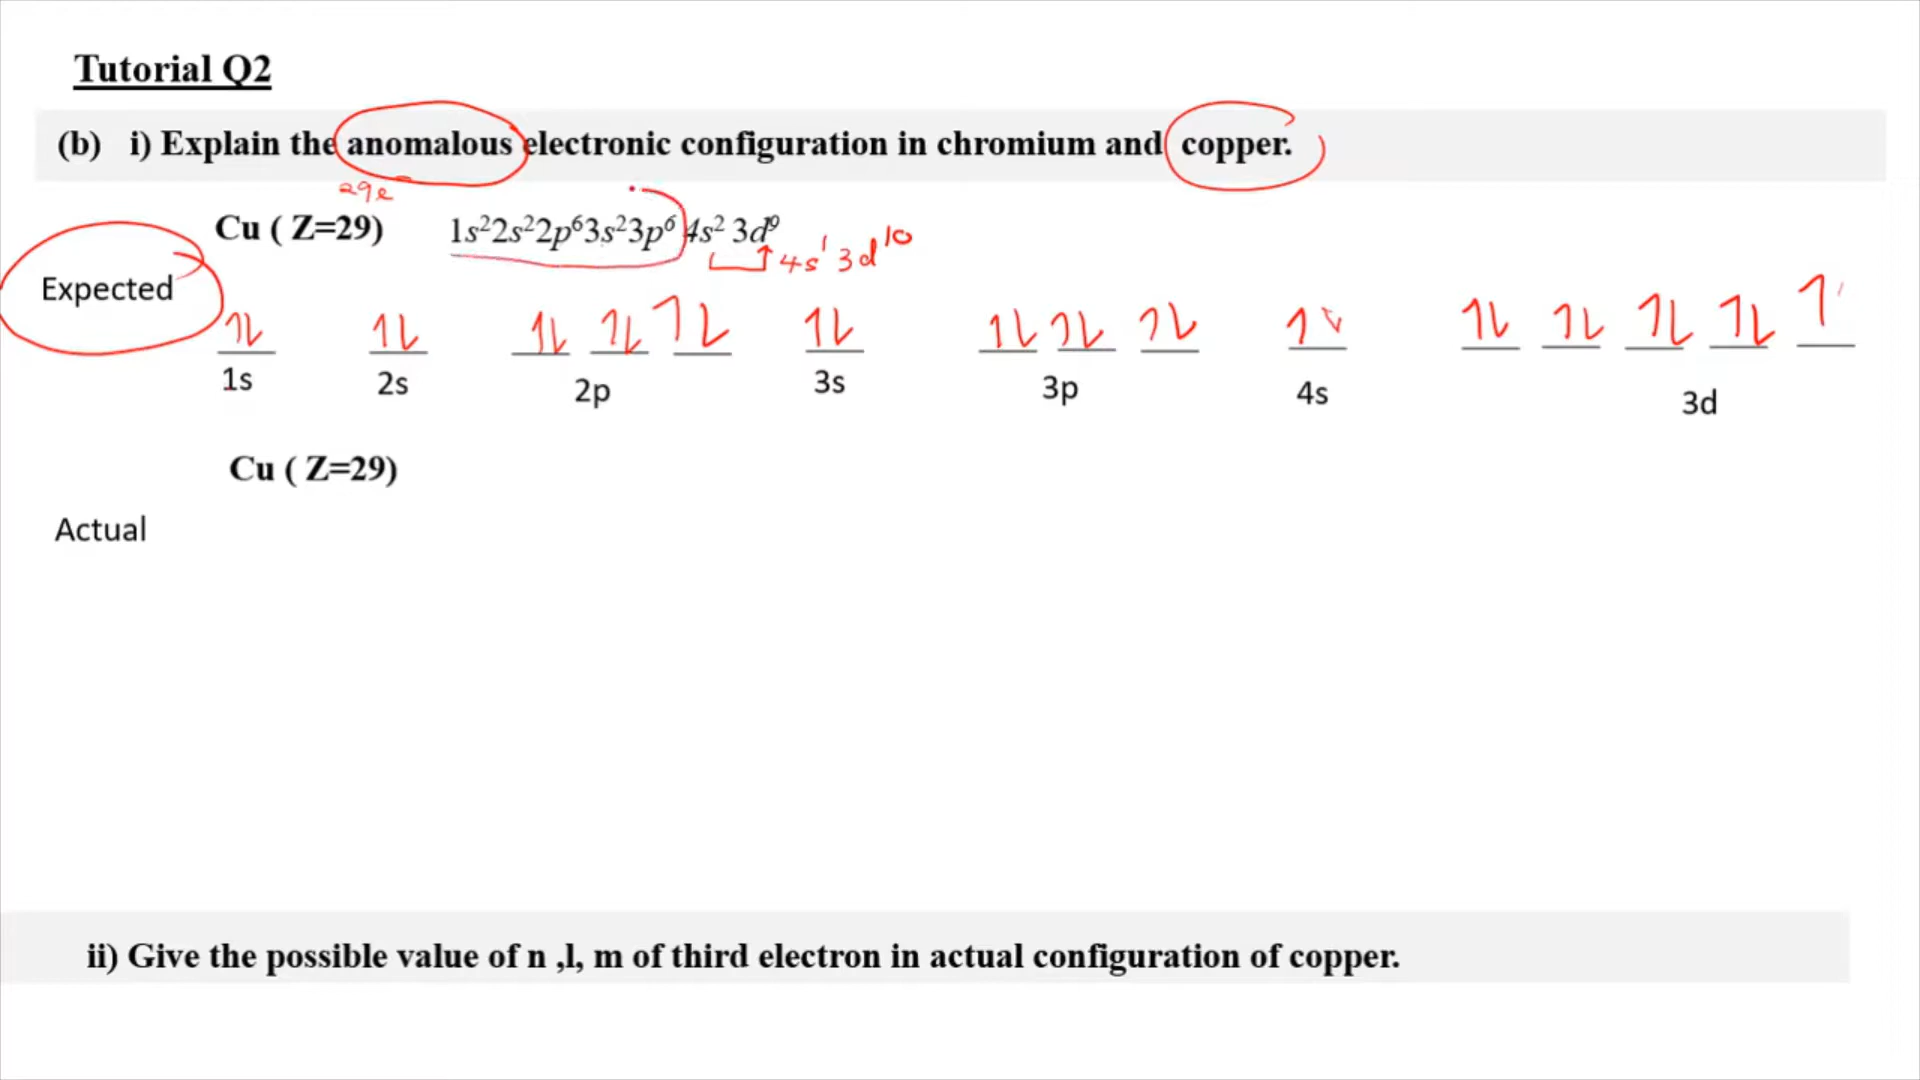 Tutorial Q2
(b) i) Explain the anomalous electronic configuration in chromium and copper.
29e⁻
Cu ( Z=29) 1s²2s²2p⁶3s²3p⁶ 4s² 3d⁹
4s¹ 3d¹⁰
Expected
1s 2s 2p 3s 3p 4s 3d
Cu ( Z=29)
Actual
ii) Give the possible value of n ,l, m of third electron in actual configuration of copper.